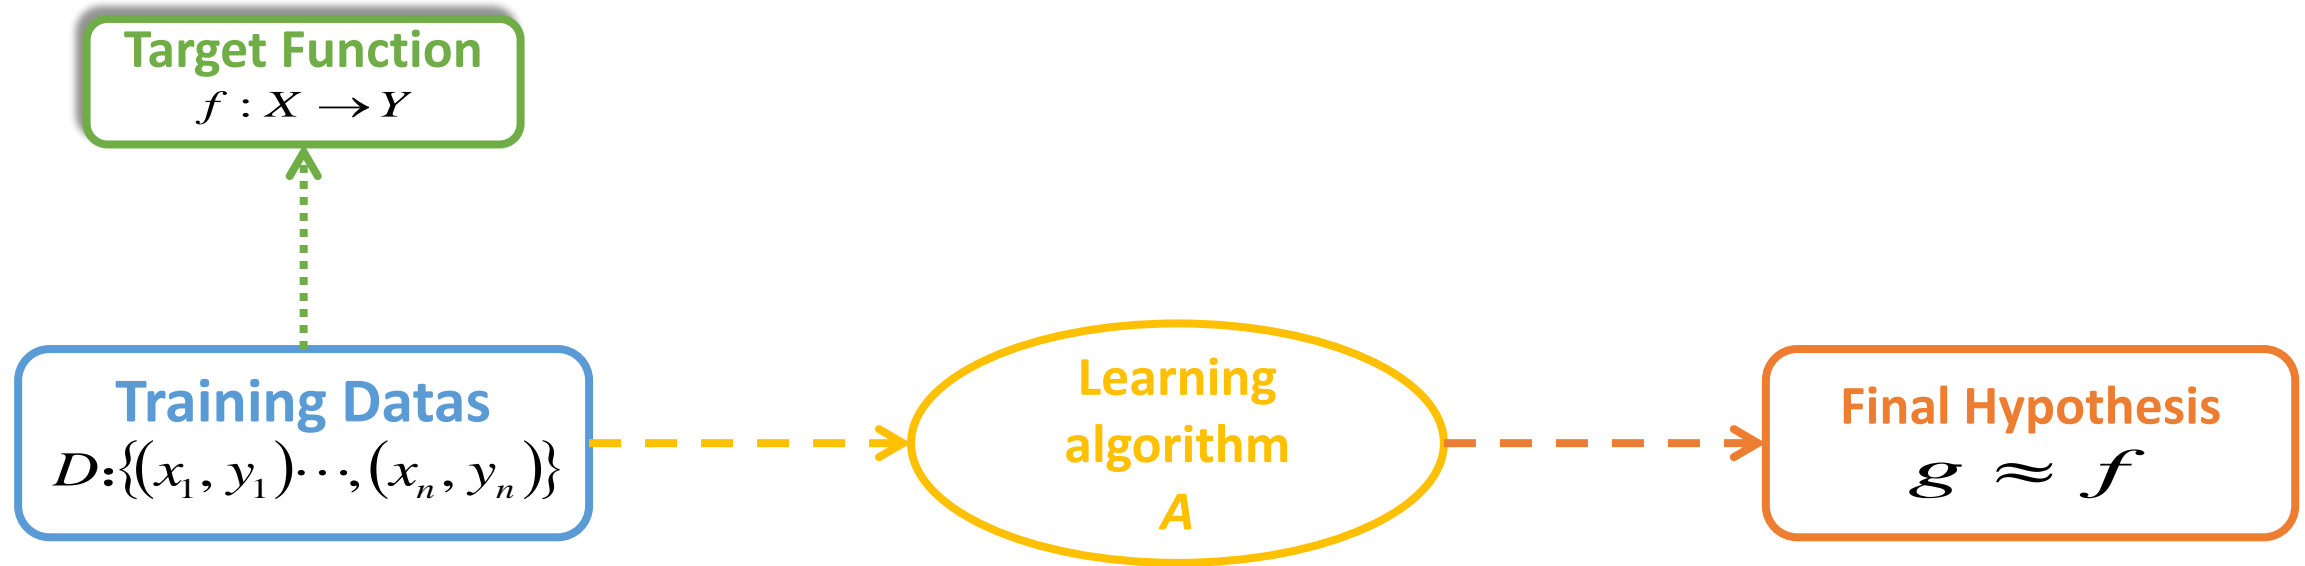 Target Function
f : X → Y
Training Datas
D:{(x₁, y₁)⋯,(xₙ, yₙ)}
Learning
algorithm
A
Final Hypothesis
g ≈ f